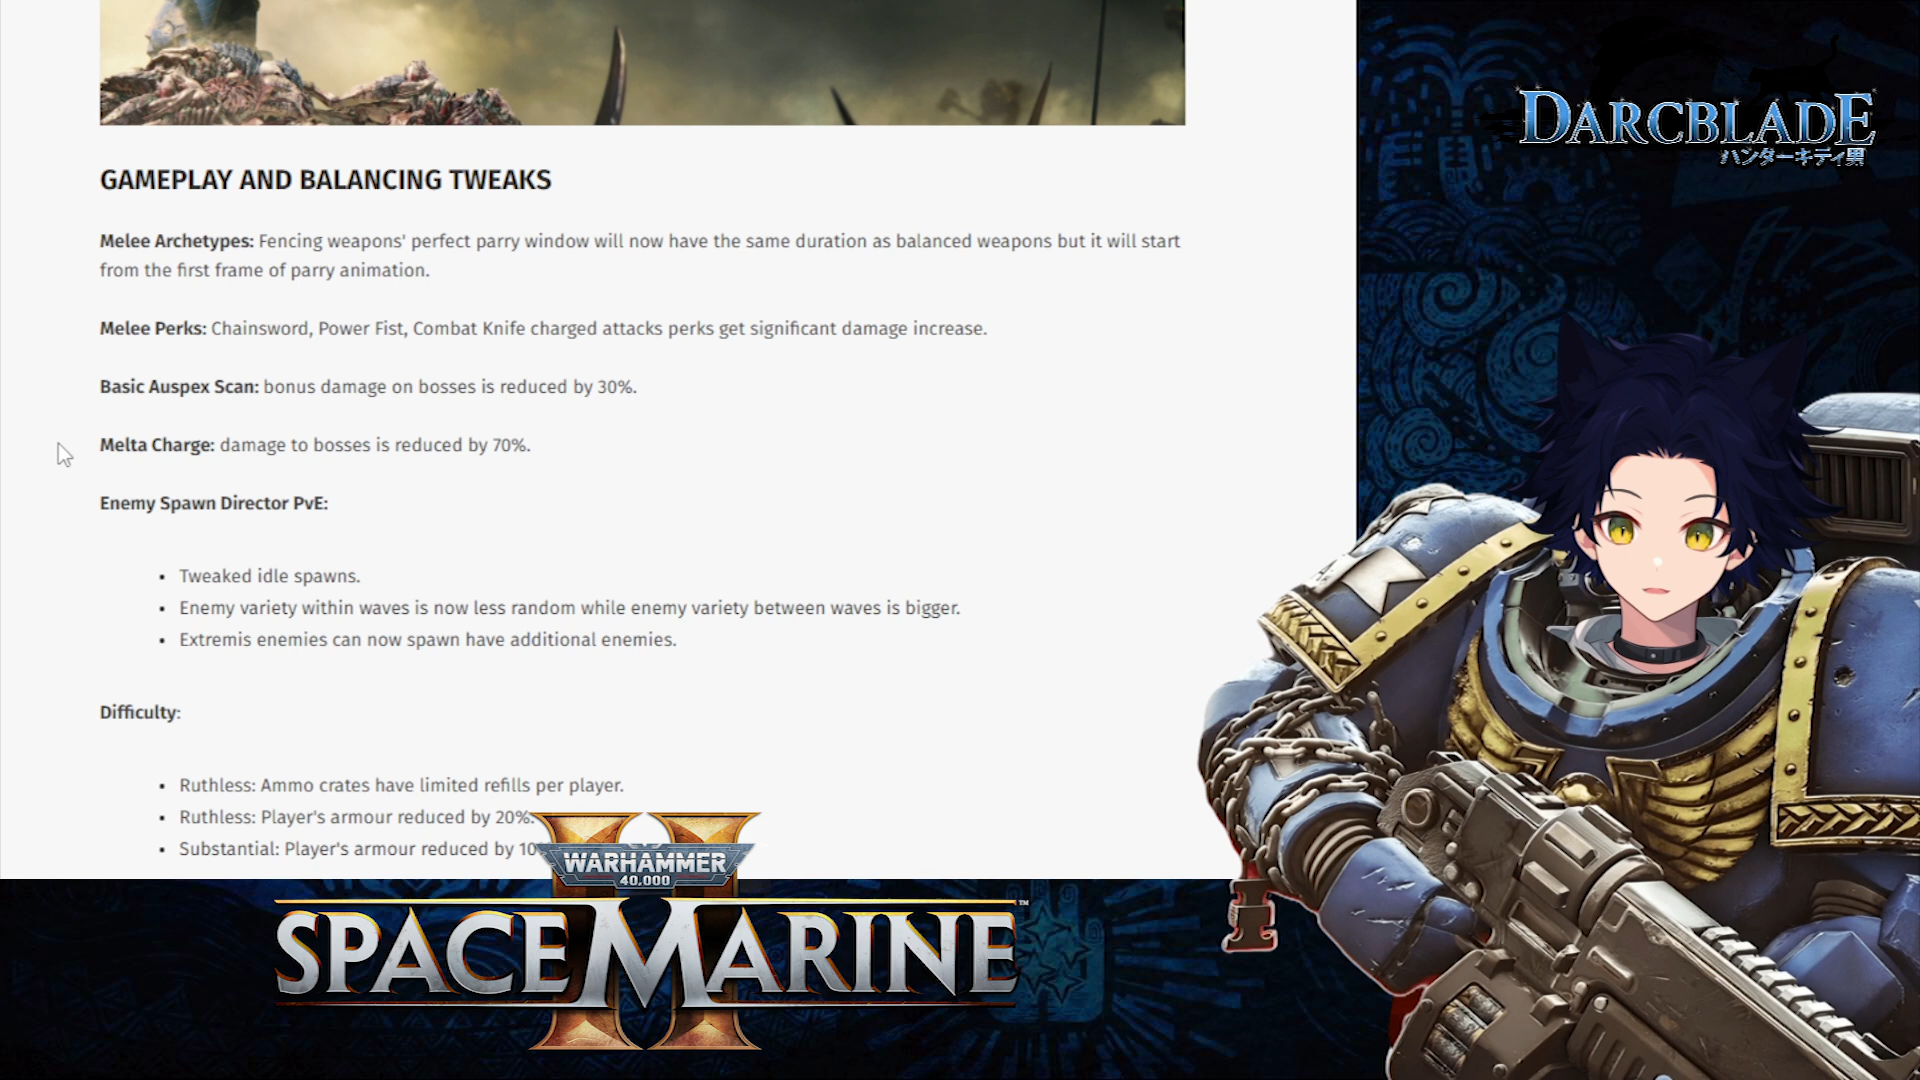 GAMEPLAY AND BALANCING TWEAKS
Melee Archetypes: Fencing weapons' perfect parry window will now have the same duration as balanced weapons but it will start
from the first frame of parry animation.
Melee Perks: Chainsword, Power Fist, Combat Knife charged attacks perks get significant damage increase.
Basic Auspex Scan: bonus damage on bosses is reduced by 30%.
Melta Charge: damage to bosses is reduced by 70%.
Enemy Spawn Director PvE:
• Tweaked idle spawns.
• Enemy variety within waves is now less random while enemy variety between waves is bigger.
• Extremis enemies can now spawn have additional enemies.
Difficulty:
• Ruthless: Ammo crates have limited refills per player.
• Ruthless: Player's armour reduced by 20%.
• Substantial: Player's armour reduced by 10
DARCBLADE
ハンターキティ黒
II
WARHAMMER
40,000
SPACE MARINE
TM